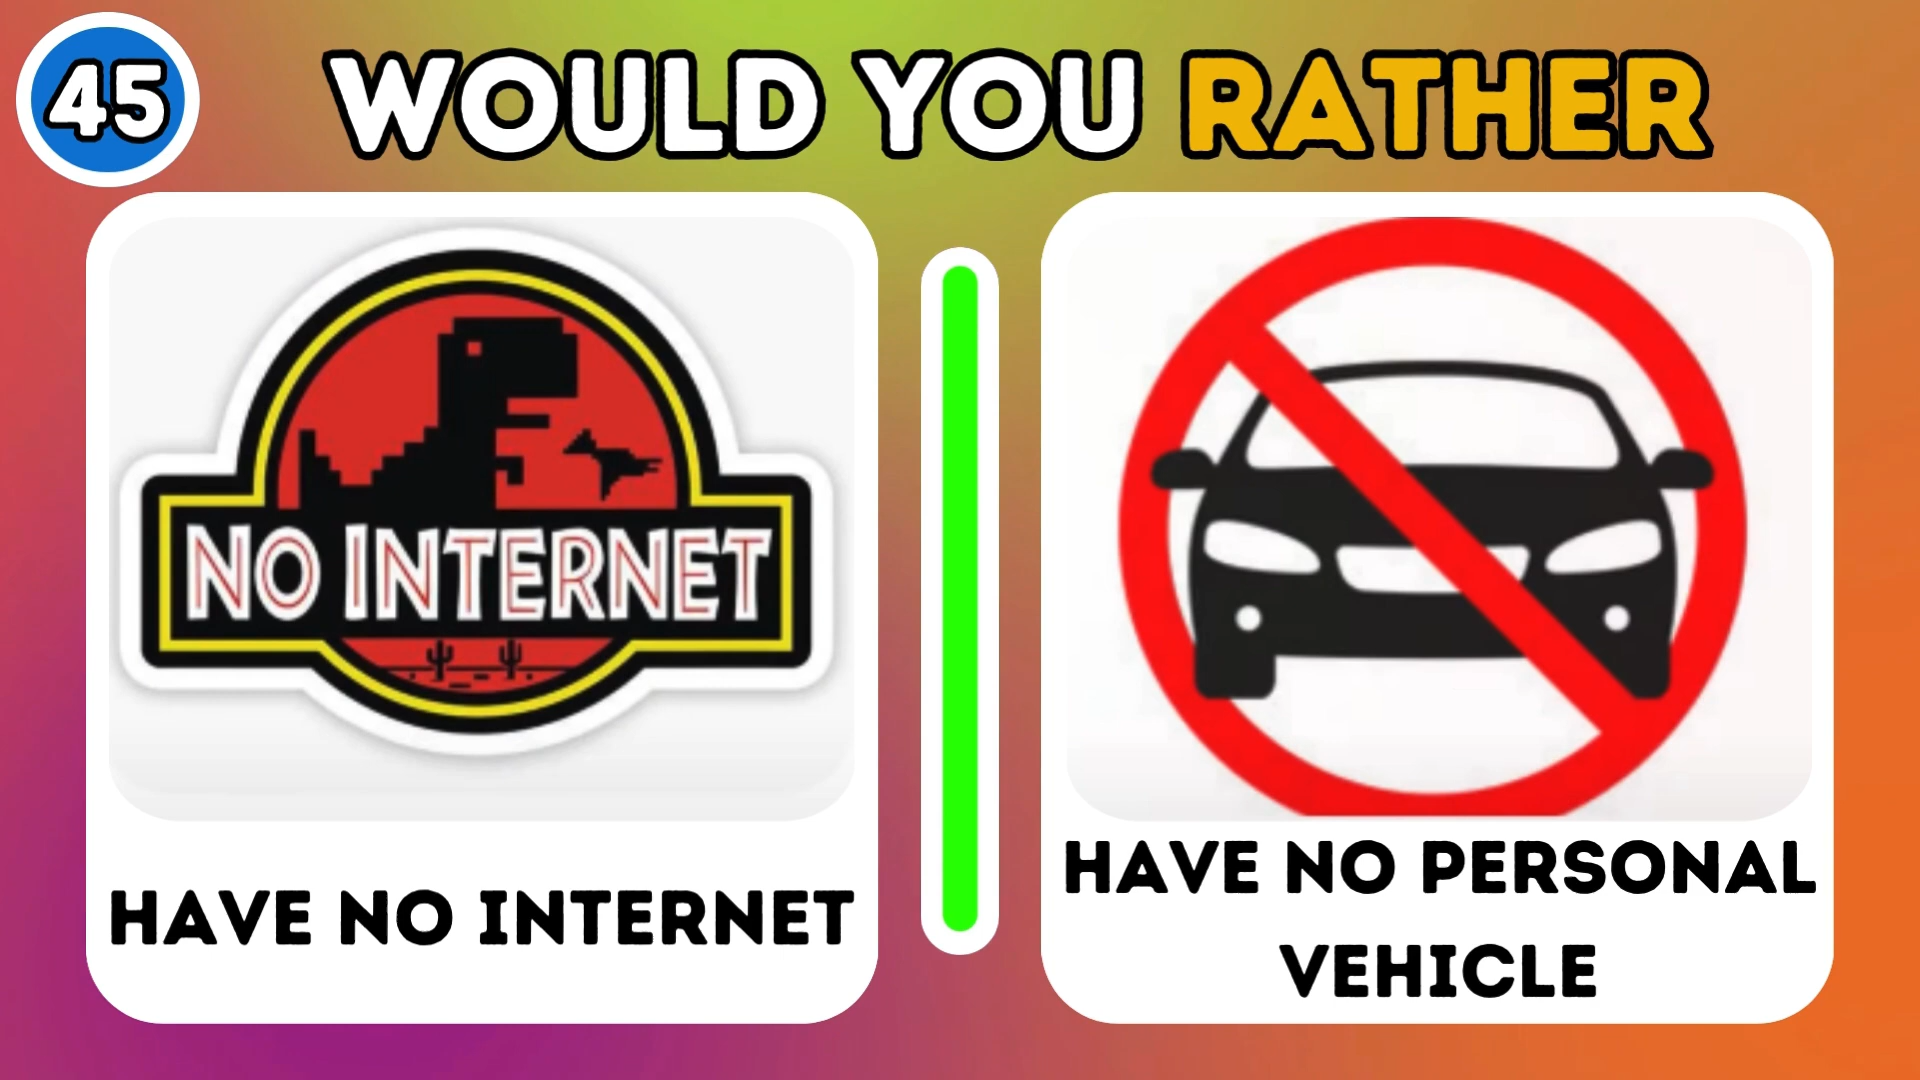 45
WOULD YOU RATHER
NO INTERNET
HAVE NO INTERNET
HAVE NO PERSONAL
VEHICLE